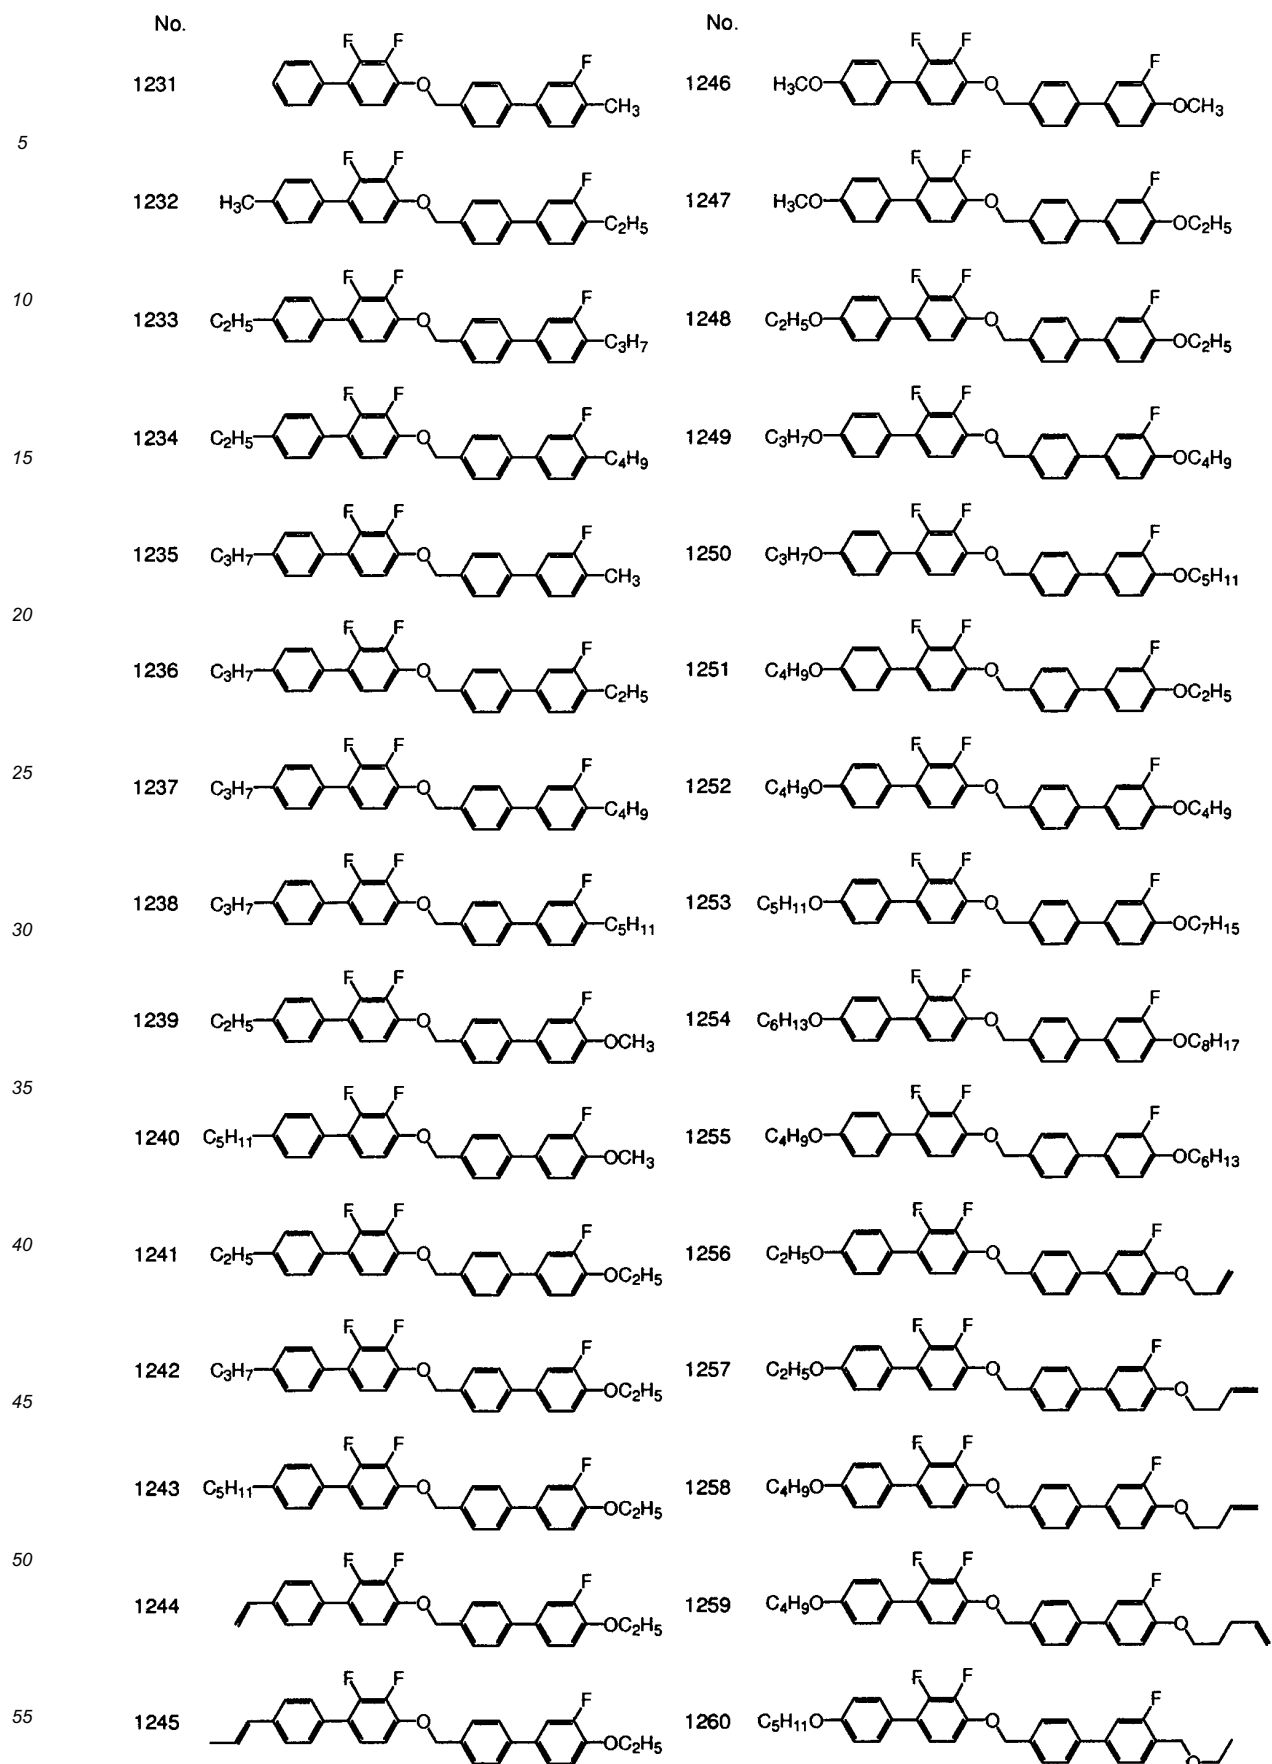 No.
1231 F F O F CH3
5
1232 H3C F F O F C2H5
10
1233 C2H5 F F O F C3H7
1234 C2H5 F F O F C4H9
15
1235 C3H7 F F O F CH3
20
1236 C3H7 F F O F C2H5
25
1237 C3H7 F F O F C4H9
1238 C3H7 F F O F C5H11
30
1239 C2H5 F F O F OCH3
35
1240 C5H11 F F O F OCH3
40
1241 C2H5 F F O F OC2H5
1242 C3H7 F F O F OC2H5
45
1243 C5H11 F F O F OC2H5
50
1244 F F O F OC2H5
55
1245 F F O F OC2H5
No.
1246 H3CO F F O F OCH3
1247 H3CO F F O F OC2H5
1248 C2H5O F F O F OC2H5
1249 C3H7O F F O F OC4H9
1250 C3H7O F F O F OC5H11
1251 C4H9O F F O F OC2H5
1252 C4H9O F F O F OC4H9
1253 C5H11O F F O F OC7H15
1254 C6H13O F F O F OC8H17
1255 C4H9O F F O F OC6H13
1256 C2H5O F F O F O
1257 C2H5O F F O F O
1258 C4H9O F F O F O
1259 C4H9O F F O F O
1260 C5H11O F F O F O